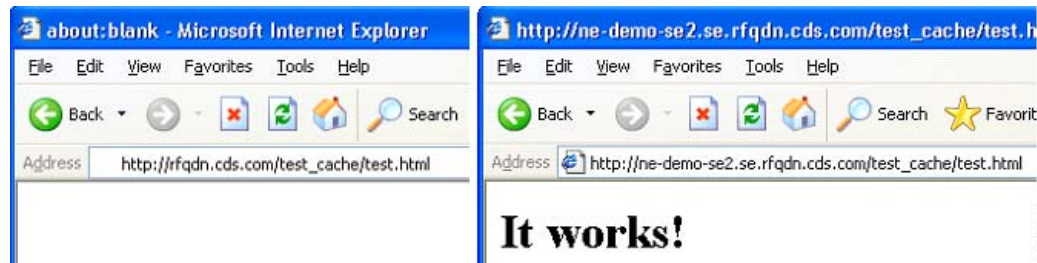 about:blank - Microsoft Internet Explorer
File Edit View Favorites Tools Help
Back Search
Address http://rfqdn.cds.com/test_cache/test.html
http://ne-demo-se2.se.rfqdn.cds.com/test_cache/test.h
File Edit View Favorites Tools Help
Back Search Favorit
Address http://ne-demo-se2.se.rfqdn.cds.com/test_cache/test.html
It works!